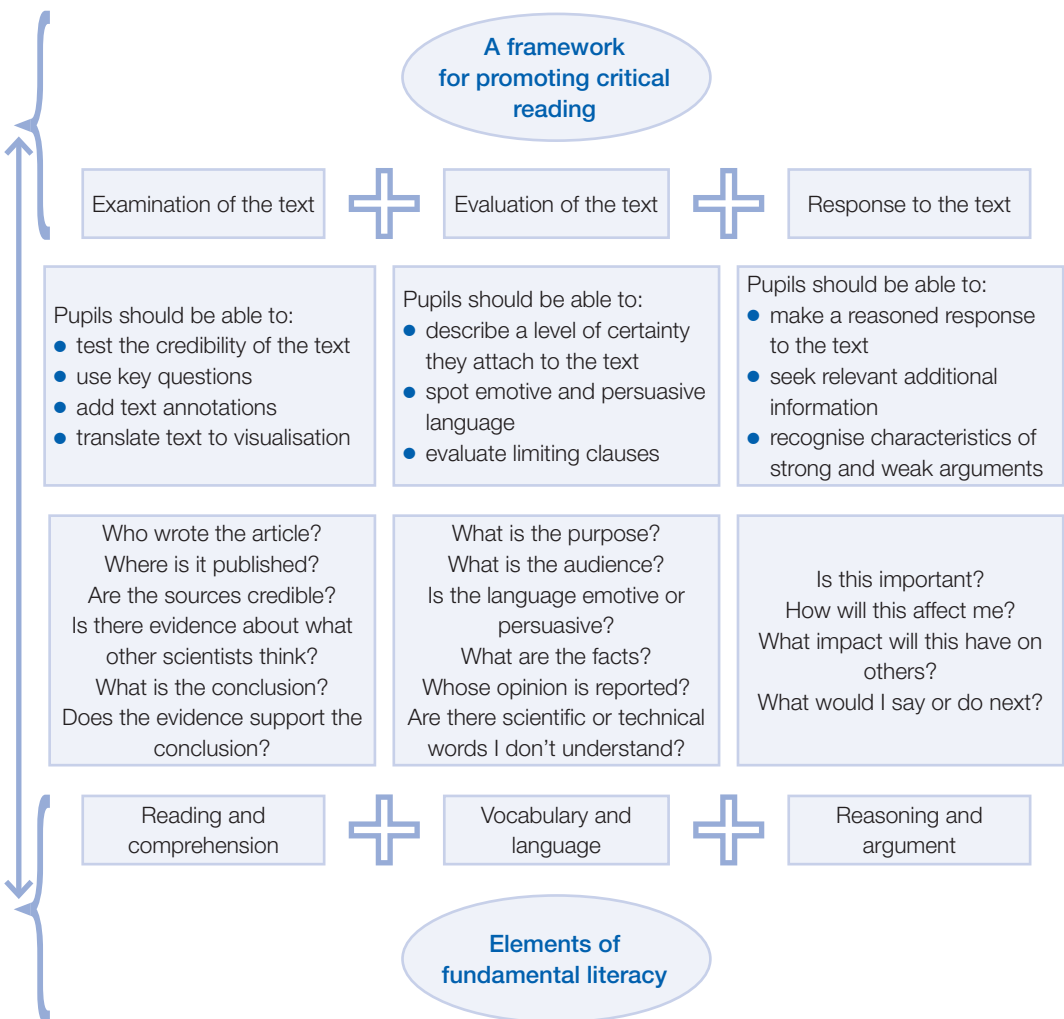 A framework
for promoting critical
reading
Examination of the text
Evaluation of the text
Response to the text
Pupils should be able to:
● test the credibility of the text
● use key questions
● add text annotations
● translate text to visualisation
Pupils should be able to:
● describe a level of certainty
they attach to the text
● spot emotive and persuasive
language
● evaluate limiting clauses
Pupils should be able to:
● make a reasoned response
to the text
● seek relevant additional
information
● recognise characteristics of
strong and weak arguments
Who wrote the article?
Where is it published?
Are the sources credible?
Is there evidence about what
other scientists think?
What is the conclusion?
Does the evidence support the
conclusion?
What is the purpose?
What is the audience?
Is the language emotive or
persuasive?
What are the facts?
Whose opinion is reported?
Are there scientific or technical
words I don’t understand?
Is this important?
How will this affect me?
What impact will this have on
others?
What would I say or do next?
Reading and
comprehension
Vocabulary and
language
Reasoning and
argument
Elements of
fundamental literacy